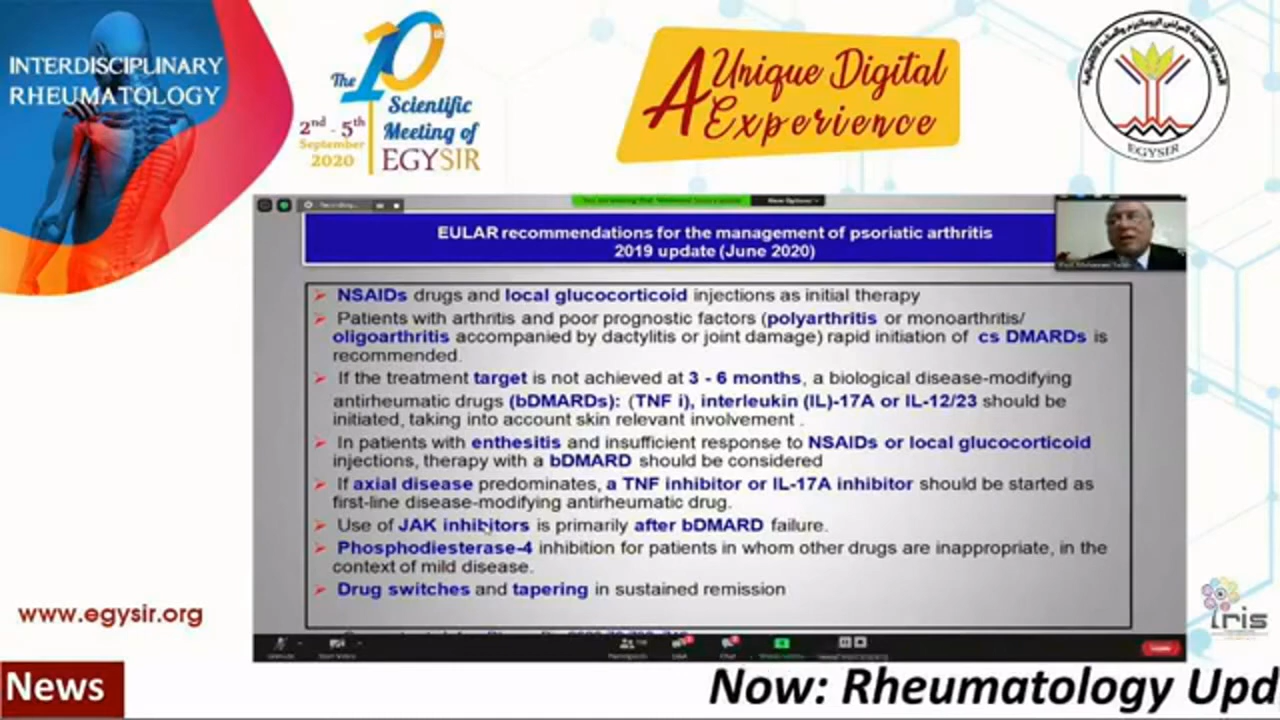 INTERDISCIPLINARY
RHEUMATOLOGY
The 10th
Scientific
Meeting of
EGYSIR
2nd - 5th
September
2020
A Unique Digital
Experience
EGYSIR
Recording...
EULAR recommendations for the management of psoriatic arthritis
2019 update (June 2020)
➢ NSAIDs drugs and local glucocorticoid injections as initial therapy
➢ Patients with arthritis and poor prognostic factors (polyarthritis or monoarthritis/
oligoarthritis accompanied by dactylitis or joint damage) rapid initiation of cs DMARDs is
recommended.
➢ If the treatment target is not achieved at 3 - 6 months, a biological disease-modifying
antirheumatic drugs (bDMARDs): (TNF i), interleukin (IL)-17A or IL-12/23 should be
initiated, taking into account skin relevant involvement .
➢ In patients with enthesitis and insufficient response to NSAIDs or local glucocorticoid
injections, therapy with a bDMARD should be considered
➢ If axial disease predominates, a TNF inhibitor or IL-17A inhibitor should be started as
first-line disease-modifying antirheumatic drug.
➢ Use of JAK inhibitors is primarily after bDMARD failure.
➢ Phosphodiesterase-4 inhibition for patients in whom other drugs are inappropriate, in the
context of mild disease.
➢ Drug switches and tapering in sustained remission
www.egysir.org
iris
News
Now: Rheumatology Upd